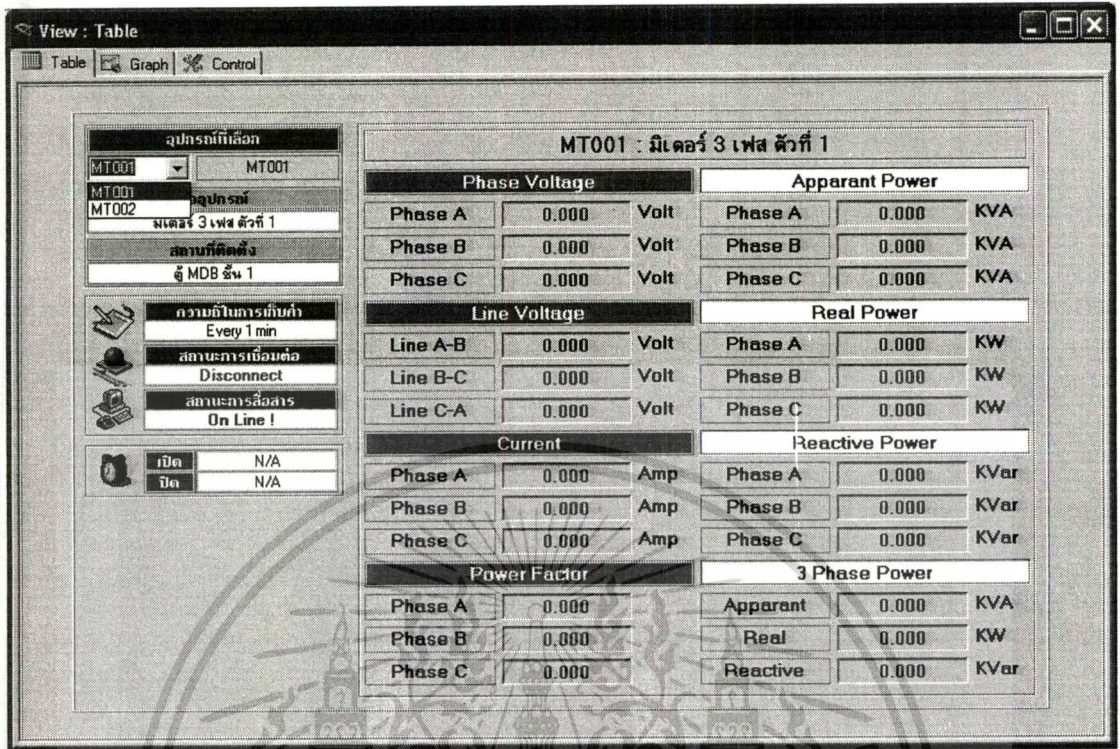 View : Table
Table Graph Control
อุปกรณ์ที่เลือก
MT001 MT001
MT001
MT002
อุปกรณ์
มิเตอร์ 3 เฟส ตัวที่ 1
สถานที่ติดตั้ง
ตู้ MDB ชั้น 1
ความถี่ในการเก็บค่า
Every 1 min
สถานะการเชื่อมต่อ
Disconnect
สถานะการสื่อสาร
On Line !
เปิด N/A
ปิด N/A
MT001 : มิเตอร์ 3 เฟส ตัวที่ 1
Phase Voltage
Phase A 0.000 Volt
Phase B 0.000 Volt
Phase C 0.000 Volt
Line Voltage
Line A-B 0.000 Volt
Line B-C 0.000 Volt
Line C-A 0.000 Volt
Current
Phase A 0.000 Amp
Phase B 0.000 Amp
Phase C 0.000 Amp
Power Factor
Phase A 0.000
Phase B 0.000
Phase C 0.000
Apparant Power
Phase A 0.000 KVA
Phase B 0.000 KVA
Phase C 0.000 KVA
Real Power
Phase A 0.000 KW
Phase B 0.000 KW
Phase C 0.000 KW
Reactive Power
Phase A 0.000 KVar
Phase B 0.000 KVar
Phase C 0.000 KVar
3 Phase Power
Apparant 0.000 KVA
Real 0.000 KW
Reactive 0.000 KVar